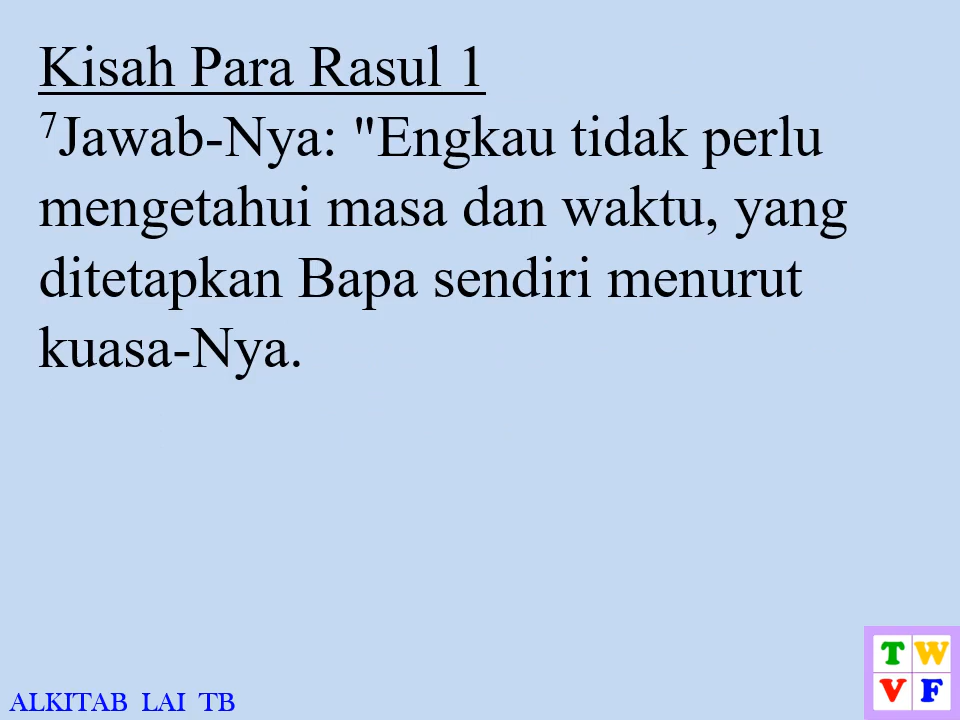 Kisah Para Rasul 1
7Jawab-Nya: "Engkau tidak perlu
mengetahui masa dan waktu, yang
ditetapkan Bapa sendiri menurut
kuasa-Nya.
ALKITAB LAI TB
T W
V F